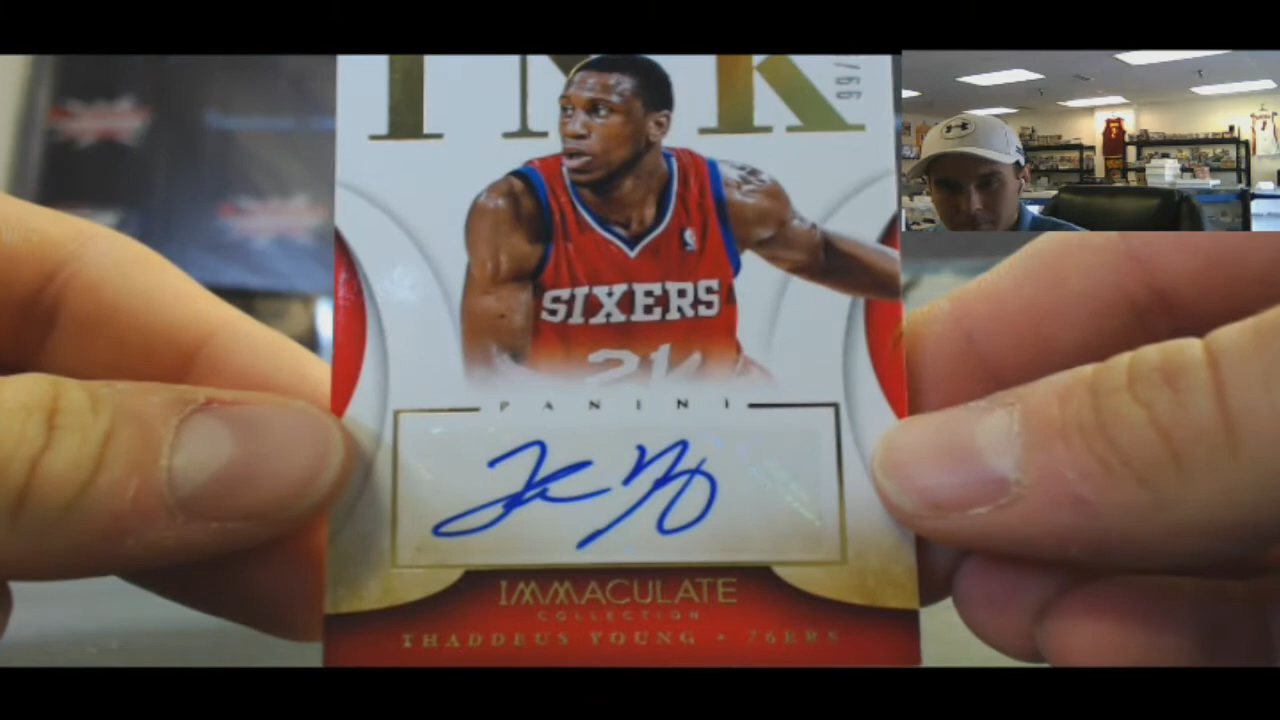 INK
/99
SIXERS
21
PANINI
IMMACULATE
COLLECTION
THADDEUS YOUNG • 76ERS